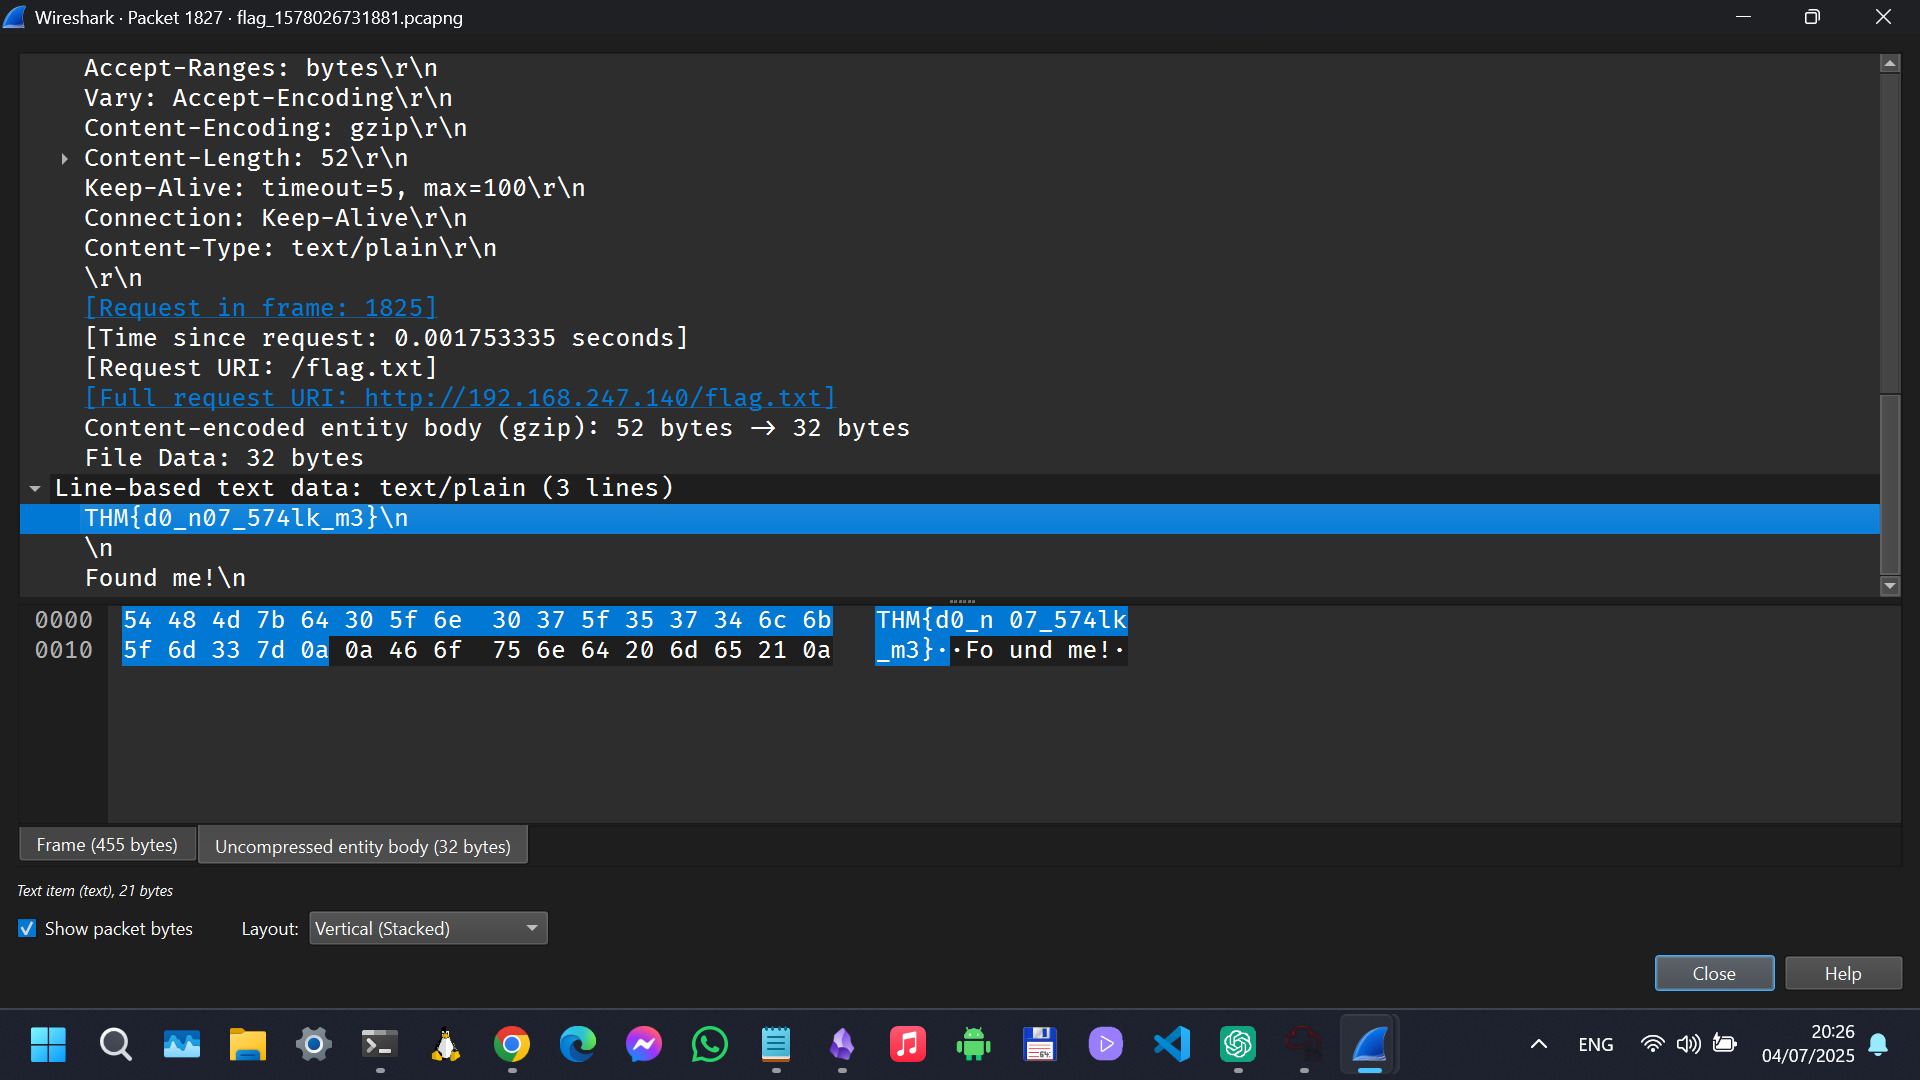 Wireshark · Packet 1827 · flag_1578026731881.pcapng
Accept-Ranges: bytes\r\n
Vary: Accept-Encoding\r\n
Content-Encoding: gzip\r\n
Content-Length: 52\r\n
Keep-Alive: timeout=5, max=100\r\n
Connection: Keep-Alive\r\n
Content-Type: text/plain\r\n
\r\n
[Request in frame: 1825]
[Time since request: 0.001753335 seconds]
[Request URI: /flag.txt]
[Full request URI: http://192.168.247.140/flag.txt]
Content-encoded entity body (gzip): 52 bytes → 32 bytes
File Data: 32 bytes
Line-based text data: text/plain (3 lines)
THM{d0_n07_574lk_m3}\n
\n
Found me!\n
0000 54 48 4d 7b 64 30 5f 6e 30 37 5f 35 37 34 6c 6b THM{d0_n 07_574lk
0010 5f 6d 33 7d 0a 0a 46 6f 75 6e 64 20 6d 65 21 0a _m3}··Fo und me!·
Frame (455 bytes) Uncompressed entity body (32 bytes)
Text item (text), 21 bytes
Show packet bytes Layout: Vertical (Stacked)
Close Help
64
ENG
20:26
04/07/2025